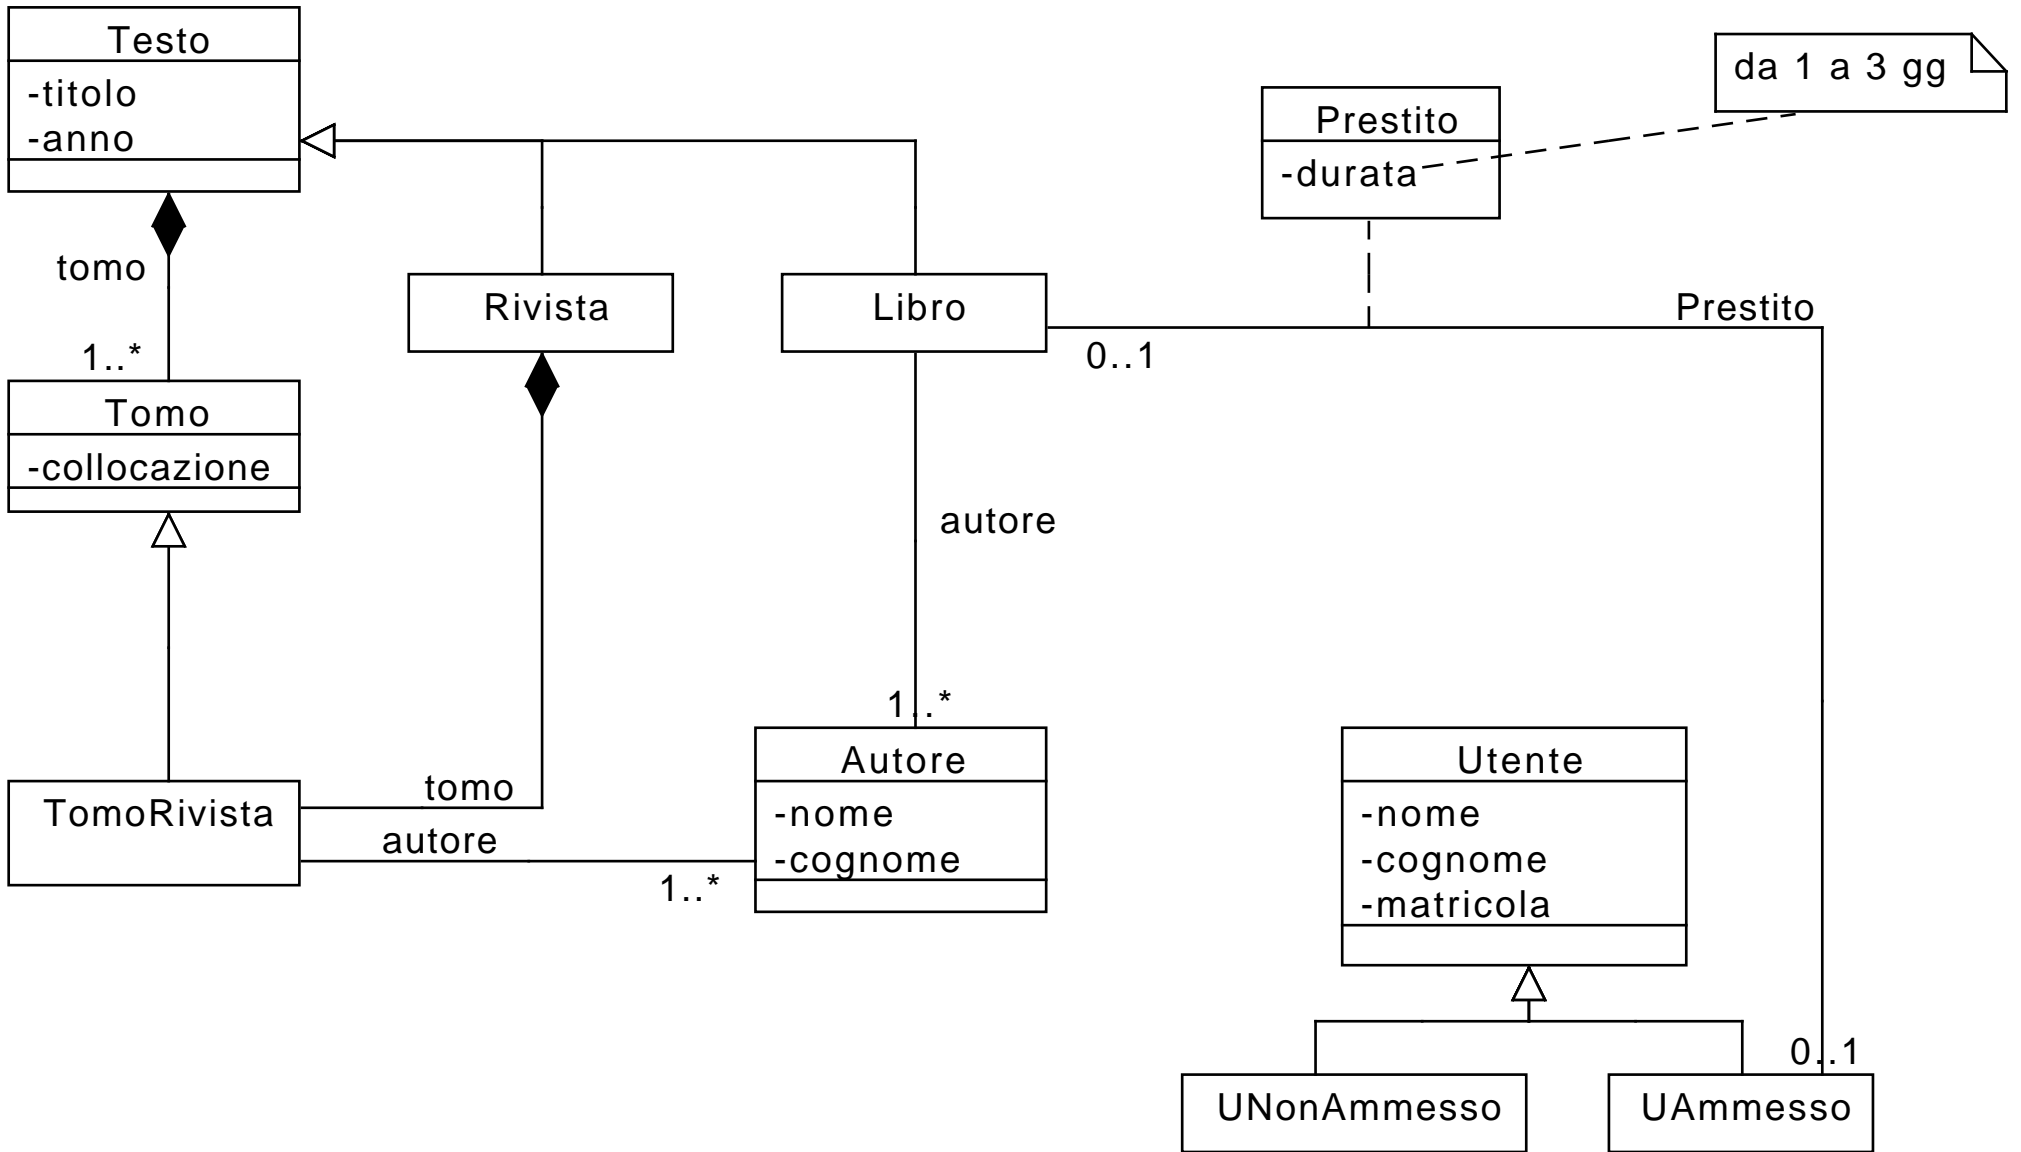 Testo
-titolo
-anno
da 1 a 3 gg
Prestito
-durata
tomo
1..*
Rivista
Libro
Prestito
0..1
Tomo
-collocazione
autore
1..*
Autore
-nome
-cognome
Utente
-nome
-cognome
-matricola
TomoRivista
tomo
autore
1..*
0..1
UNonAmmesso
UAmmesso